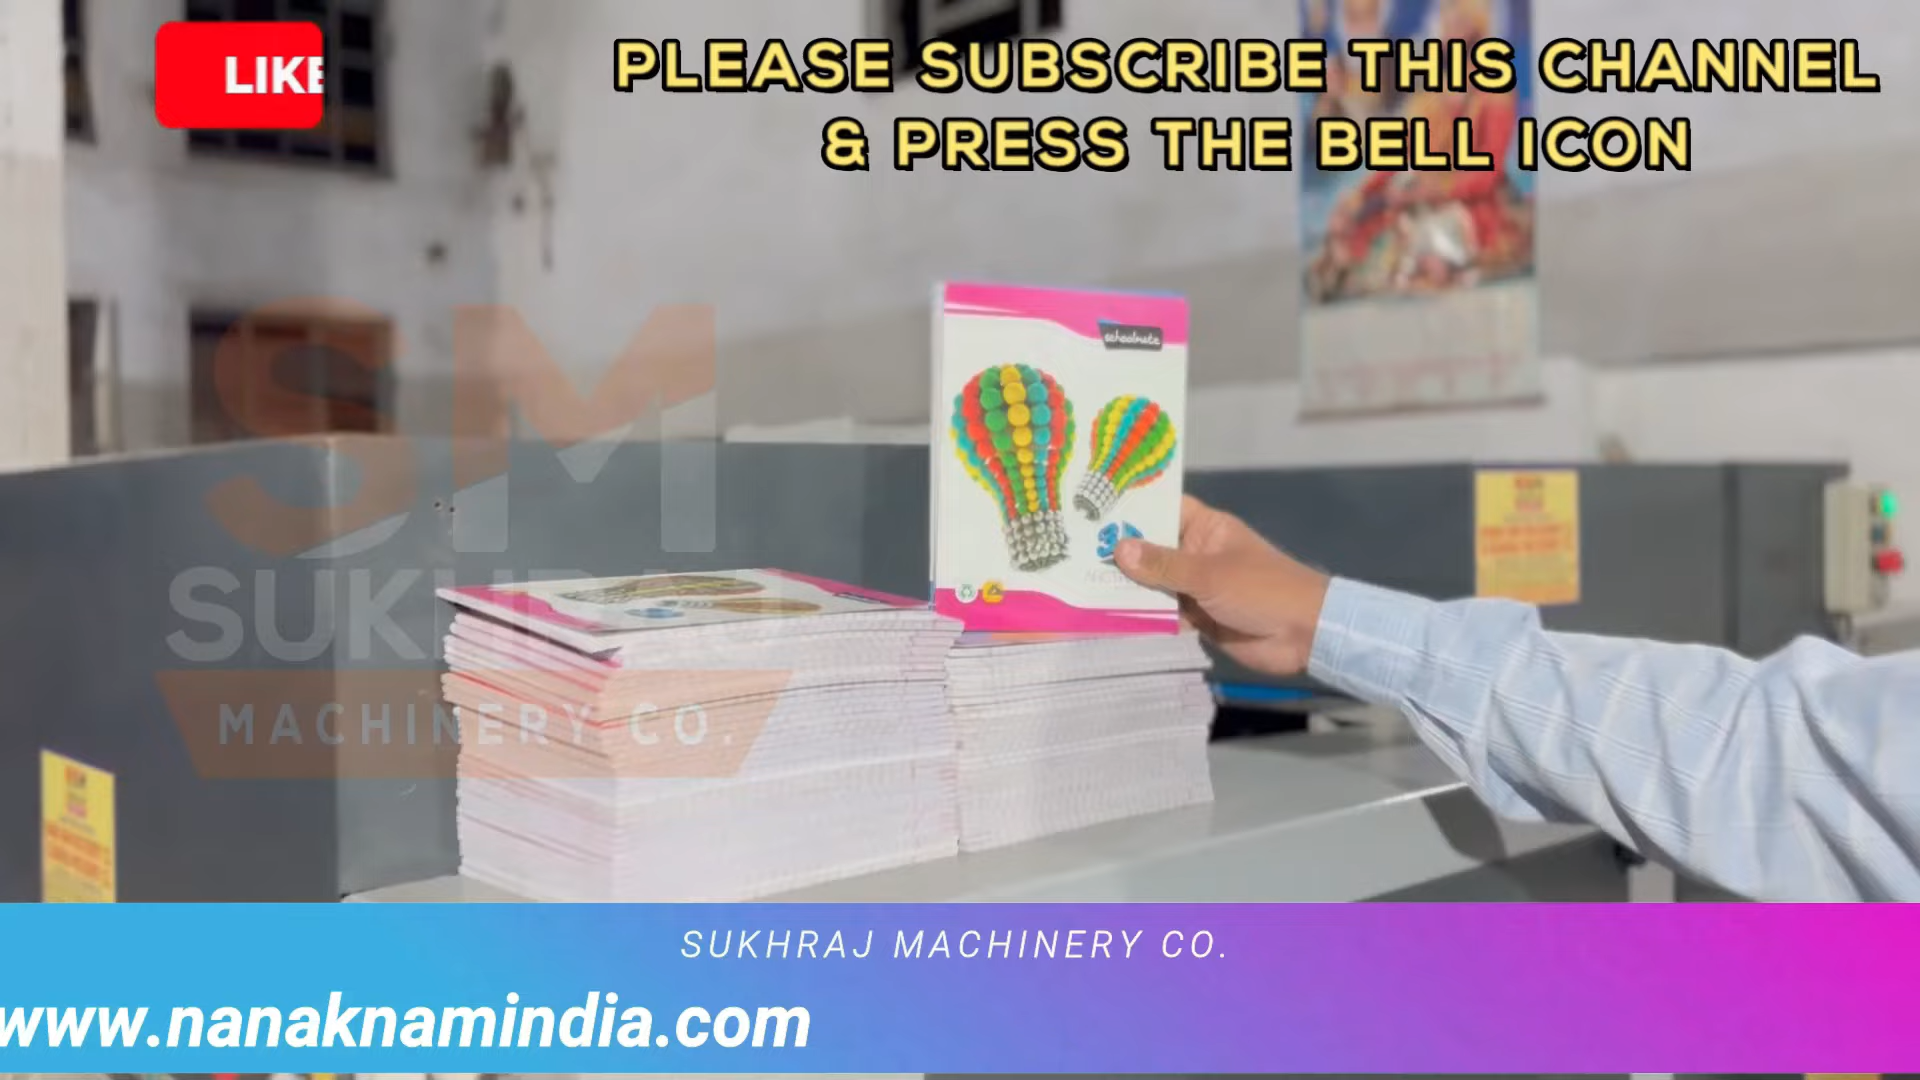 LIKE
PLEASE SUBSCRIBE THIS CHANNEL
& PRESS THE BELL ICON
schoolmate
SM
SUKHRAJ
MACHINERY CO.
SUKHRAJ MACHINERY CO.
www.nanaknamindia.com